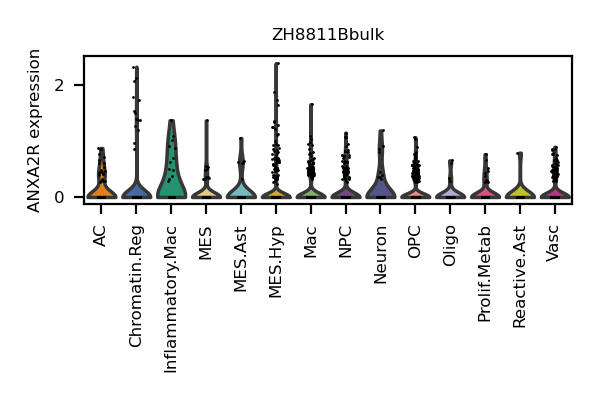 ZH8811Bbulk
ANXA2R expression
2
0
AC
Chromatin.Reg
Inflammatory.Mac
MES
MES.Ast
MES.Hyp
Mac
NPC
Neuron
OPC
Oligo
Prolif.Metab
Reactive.Ast
Vasc